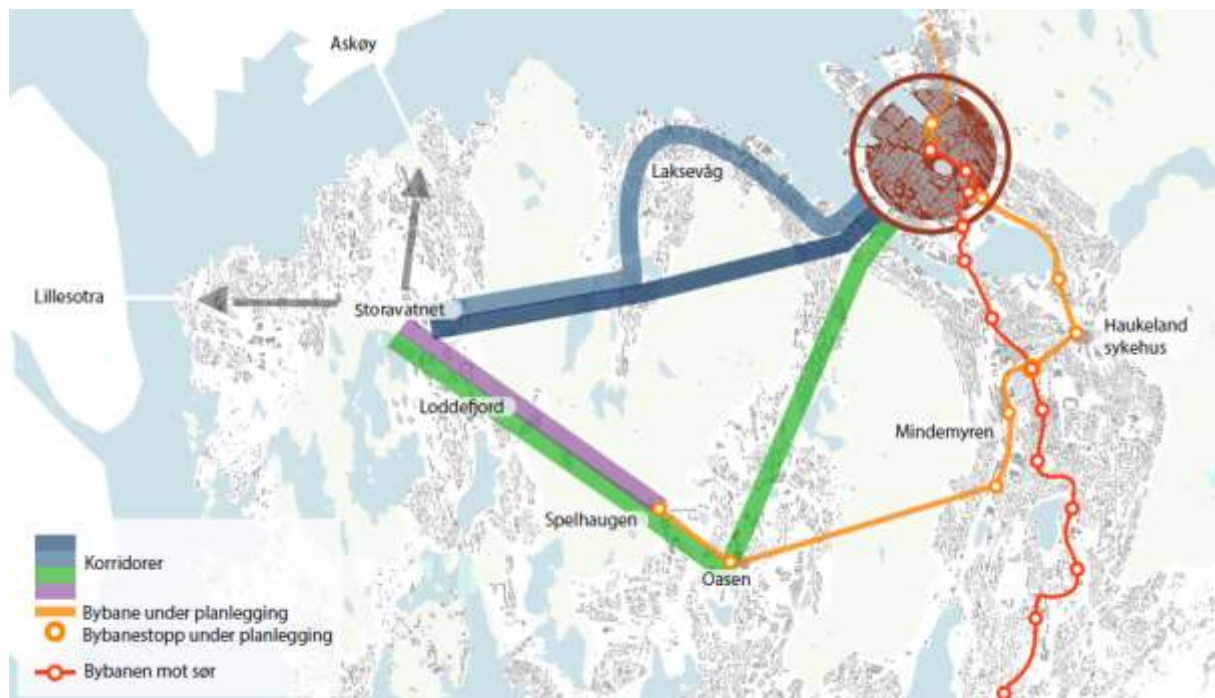 Askøy
Laksevåg
Lillesotra
Storavatnet
Haukeland
sykehus
Loddefjord
Mindemyren
Spelhaugen
Oasen
Korridorer
Bybane under planlegging
Bybanestopp under planlegging
Bybanen mot sør